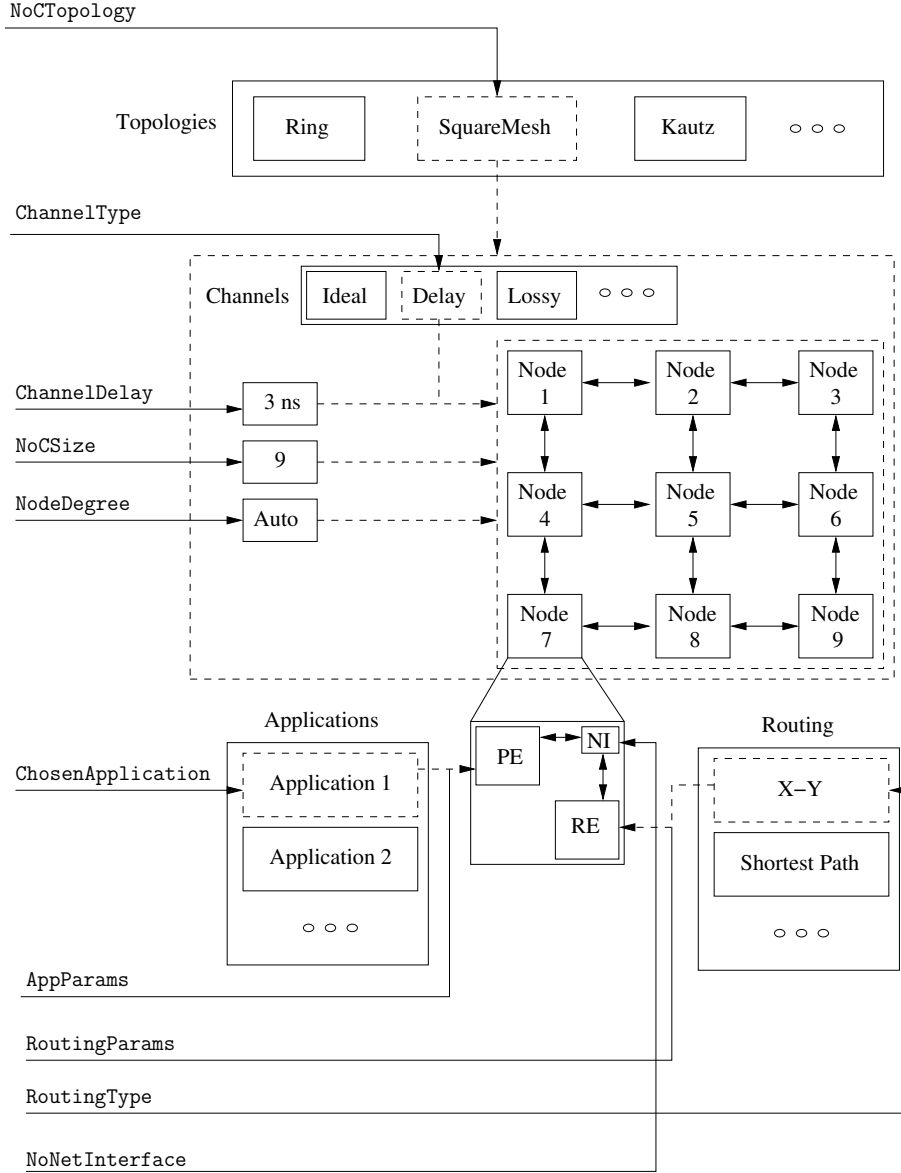 NoCTopology
Topologies
Ring
SquareMesh
Kautz
ChannelType
Channels
Ideal
Delay
Lossy
ChannelDelay
3 ns
Node
1
Node
2
Node
3
NoCSize
9
NodeDegree
Auto
Node
4
Node
5
Node
6
Node
7
Node
8
Node
9
Applications
Routing
ChosenApplication
Application 1
PE
NI
X−Y
RE
Application 2
Shortest Path
AppParams
RoutingParams
RoutingType
NoNetInterface